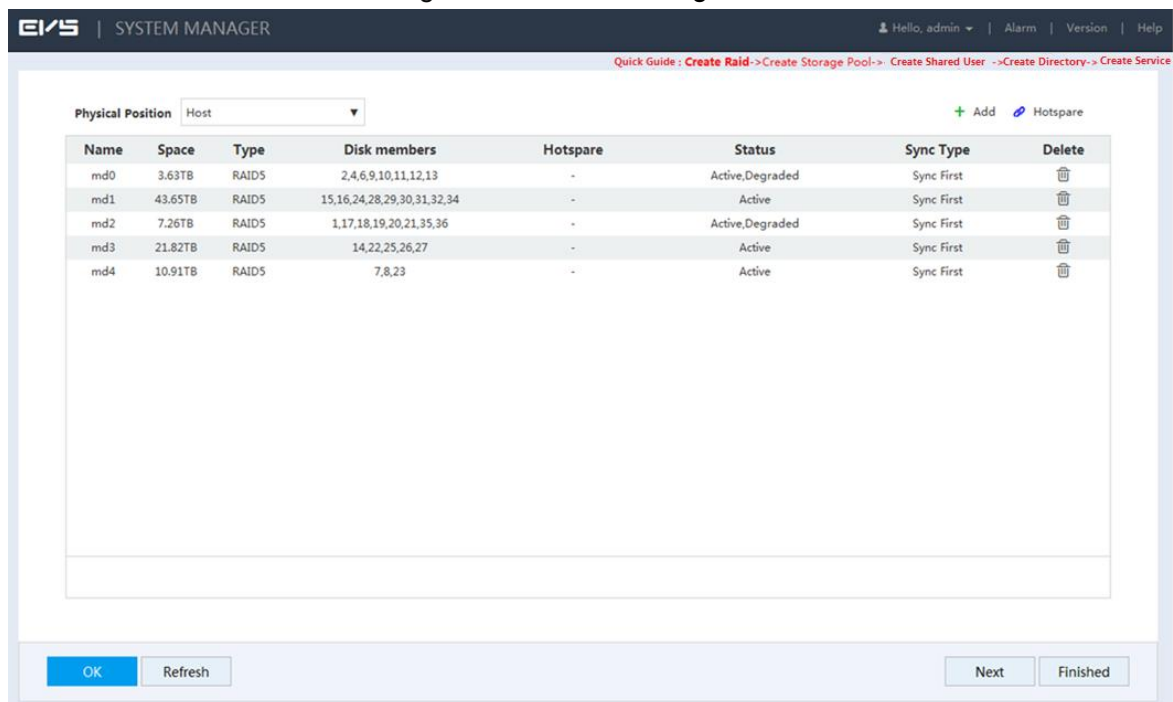 EVS | SYSTEM MANAGER Hello, admin | Alarm | Version | Help
Quick Guide : Create Raid->Create Storage Pool-> Create Shared User ->Create Directory-> Create Service
Physical Position Host + Add Hotspare
Name Space Type Disk members Hotspare Status Sync Type Delete
md0 3.63TB RAID5 2,4,6,9,10,11,12,13 - Active,Degraded Sync First
md1 43.65TB RAID5 15,16,24,28,29,30,31,32,34 - Active Sync First
md2 7.26TB RAID5 1,17,18,19,20,21,35,36 - Active,Degraded Sync First
md3 21.82TB RAID5 14,22,25,26,27 - Active Sync First
md4 10.91TB RAID5 7,8,23 - Active Sync First
OK Refresh Next Finished